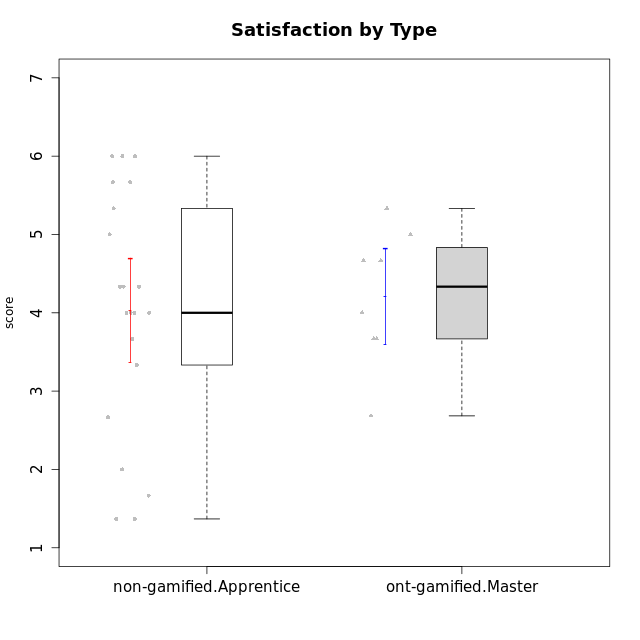 Satisfaction by Type
7
6
5
4
3
2
1
score
non-gamified.Apprentice
ont-gamified.Master